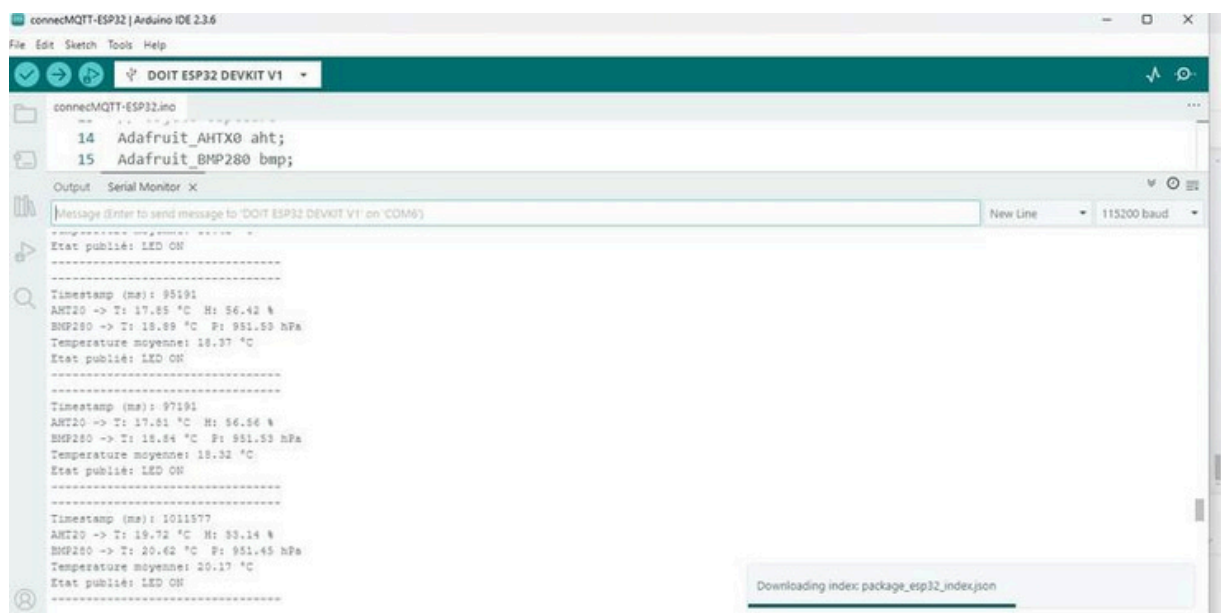 connecMQTT-ESP32 | Arduino IDE 2.3.6
File Edit Sketch Tools Help
DOIT ESP32 DEVKIT V1
connecMQTT-ESP32.ino
14 Adafruit_AHTX0 aht;
15 Adafruit_BMP280 bmp;
Output Serial Monitor X
Message (Enter to send message to 'DOIT ESP32 DEVKIT V1' on 'COM6')
New Line
115200 baud
Etat publié: LED ON
--------------------------------
--------------------------------
Timestamp (ms): 95191
AHT20 -> T: 17.85 °C H: 56.42 %
BMP280 -> T: 18.89 °C P: 951.53 hPa
Temperature moyenne: 18.37 °C
Etat publié: LED ON
--------------------------------
--------------------------------
Timestamp (ms): 97191
AHT20 -> T: 17.81 °C H: 56.56 %
BMP280 -> T: 18.84 °C P: 951.53 hPa
Temperature moyenne: 18.32 °C
Etat publié: LED ON
--------------------------------
--------------------------------
Timestamp (ms): 1011577
AHT20 -> T: 19.72 °C H: 55.14 %
BMP280 -> T: 20.62 °C P: 951.45 hPa
Temperature moyenne: 20.17 °C
Etat publié: LED ON
--------------------------------
Downloading index: package_esp32_index.json